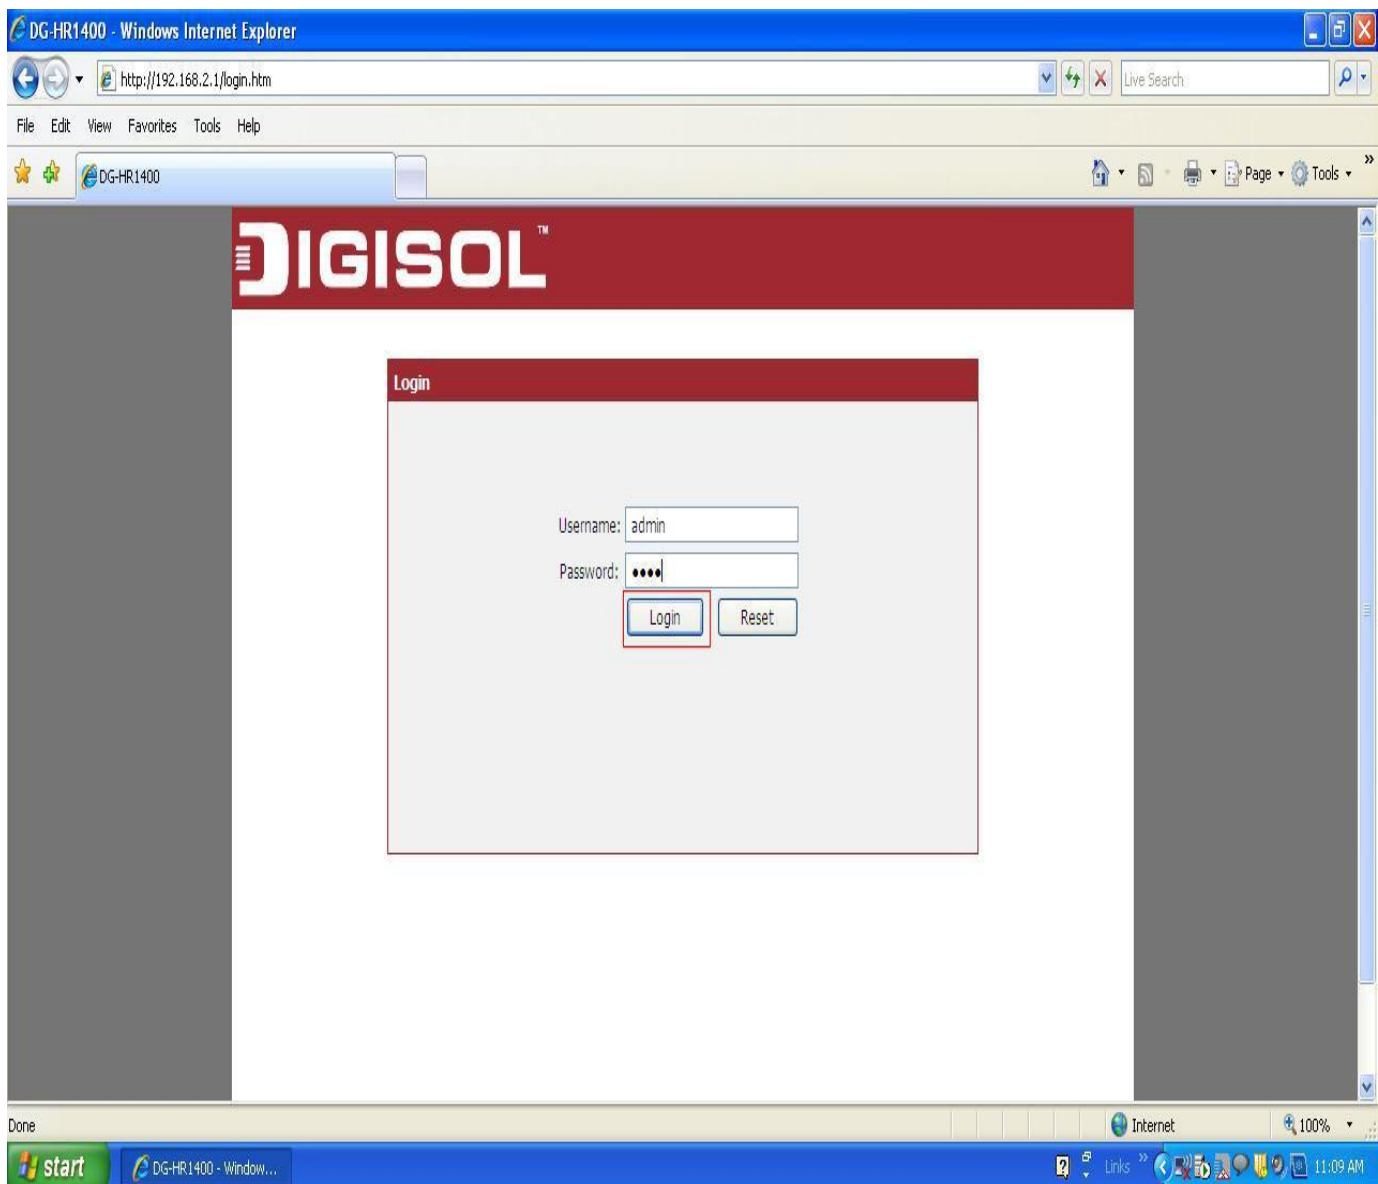 DG-HR1400 - Windows Internet Explorer
http://192.168.2.1/login.htm
Live Search
File Edit View Favorites Tools Help
DG-HR1400
Page Tools
DIGISOL™
Login
Username: admin
Password: ••••
Login Reset
Done
Internet
100%
start
DG-HR1400 - Window...
Links
11:09 AM